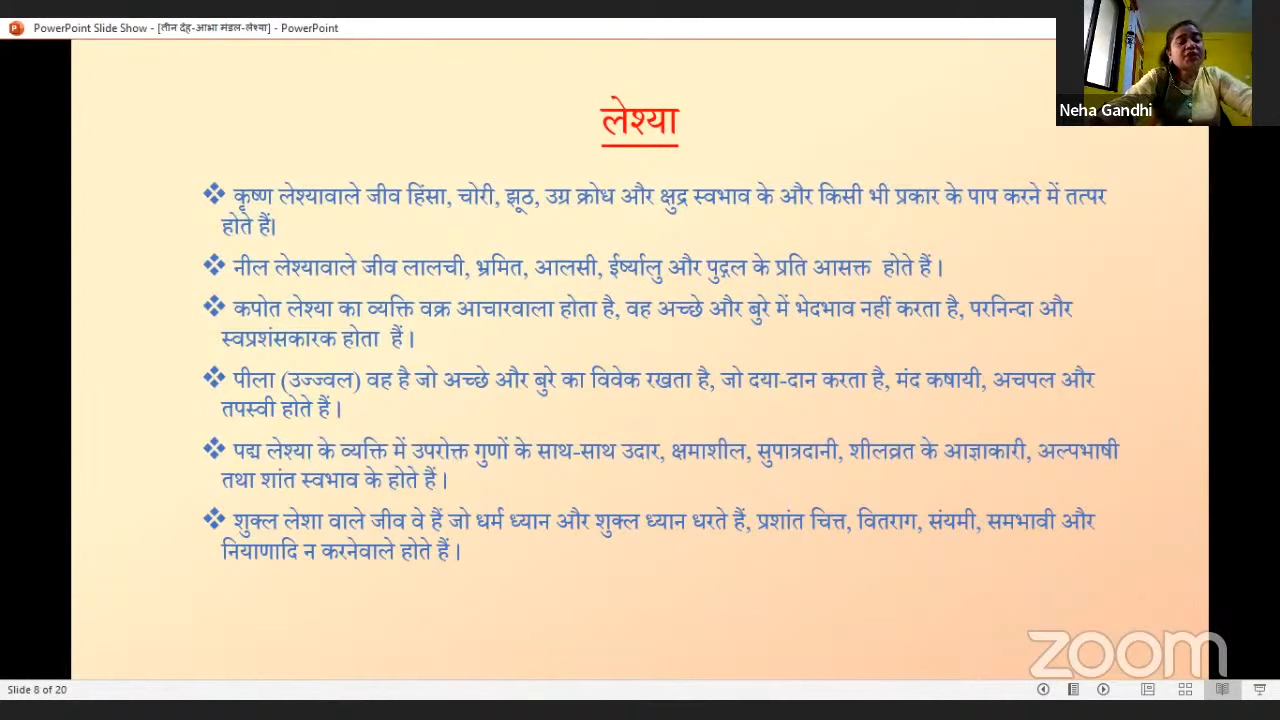 PowerPoint Slide Show - [तीन देह-आभा मंडल-लेश्या] - PowerPoint
Neha Gandhi
लेश्या
❖ कृष्ण लेश्यावाले जीव हिंसा, चोरी, झूठ, उग्र क्रोध और क्षुद्र स्वभाव के और किसी भी प्रकार के पाप करने में तत्पर
होते हैं।
❖ नील लेश्यावाले जीव लालची, भ्रमित, आलसी, ईर्ष्यालु और पुद्गल के प्रति आसक्त होते हैं ।
❖ कपोत लेश्या का व्यक्ति वक्र आचारवाला होता है, वह अच्छे और बुरे में भेदभाव नहीं करता है, परनिन्दा और
स्वप्रशंसकारक होता हैं ।
❖ पीला (उज्ज्वल) वह है जो अच्छे और बुरे का विवेक रखता है, जो दया-दान करता है, मंद कषायी, अचपल और
तपस्वी होते हैं ।
❖ पद्म लेश्या के व्यक्ति में उपरोक्त गुणों के साथ-साथ उदार, क्षमाशील, सुपात्रदानी, शीलव्रत के आज्ञाकारी, अल्पभाषी
तथा शांत स्वभाव के होते हैं ।
❖ शुक्ल लेशा वाले जीव वे हैं जो धर्म ध्यान और शुक्ल ध्यान धरते हैं, प्रशांत चित्त, वितराग, संयमी, समभावी और
नियाणादि न करनेवाले होते हैं ।
zoom
Slide 8 of 20